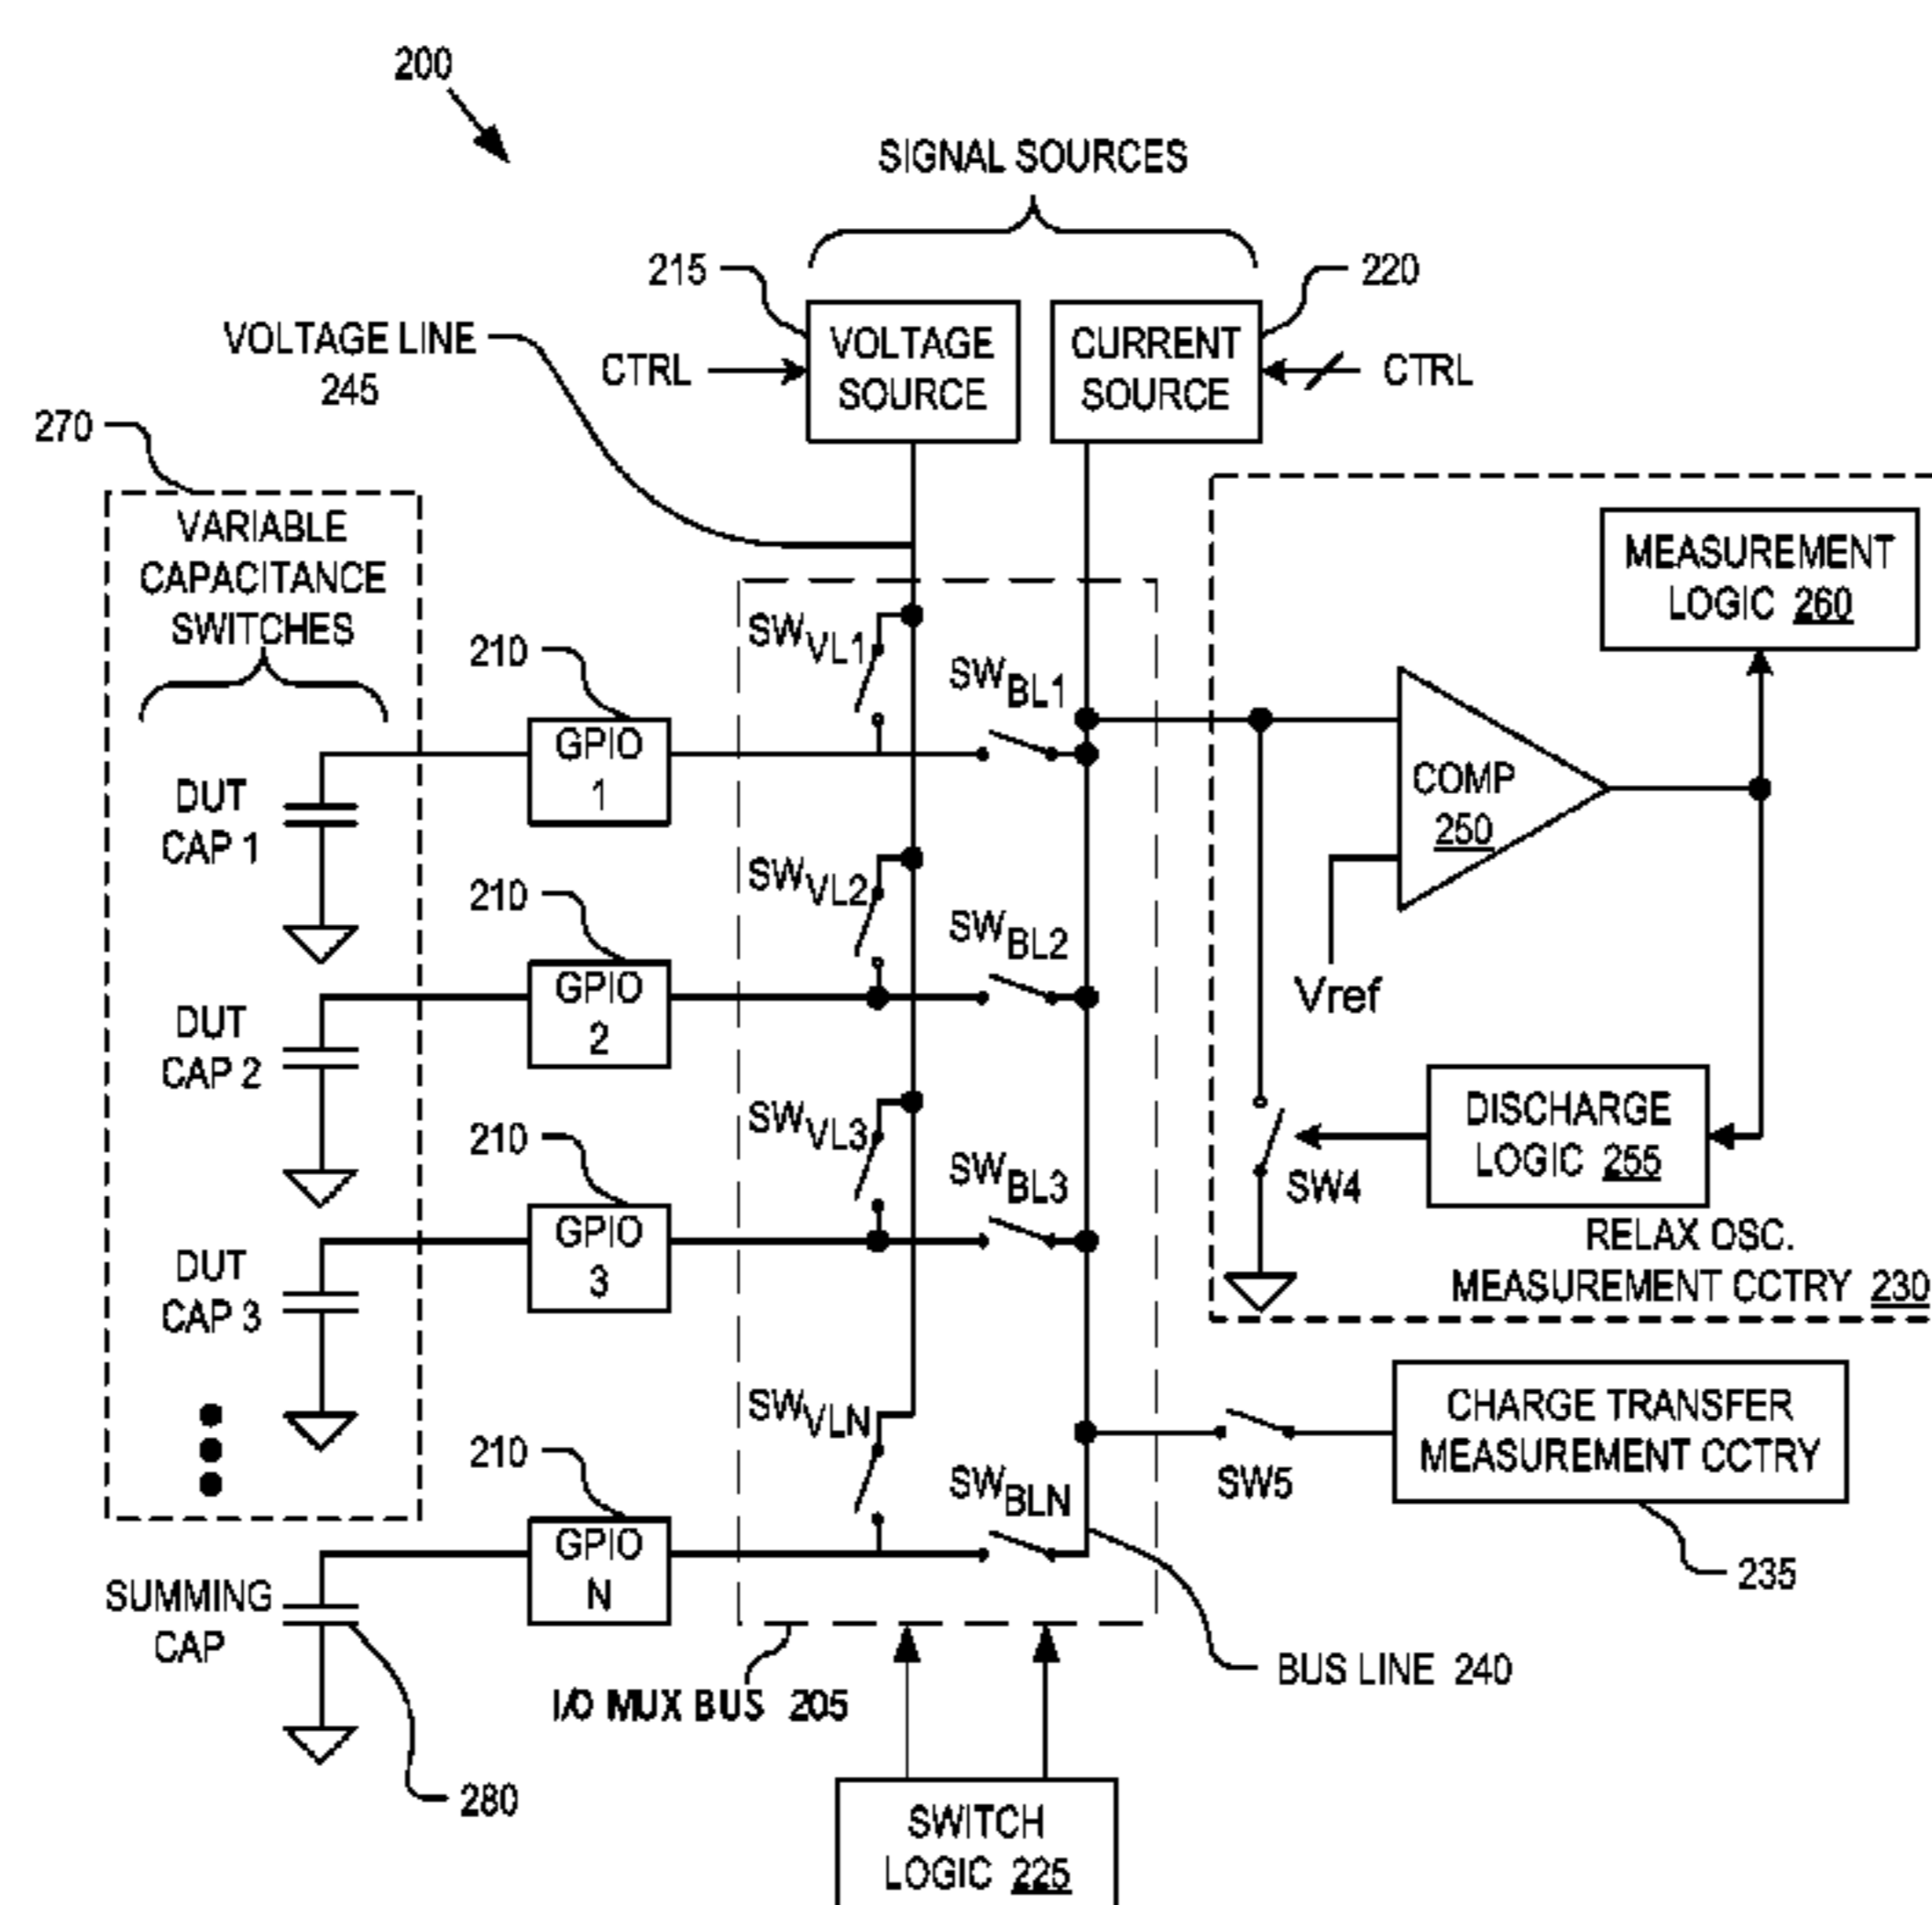 200
SIGNAL SOURCES
215
220
VOLTAGE LINE
245
CTRL
VOLTAGE
SOURCE
CURRENT
SOURCE
CTRL
270
VARIABLE
CAPACITANCE
SWITCHES
MEASUREMENT
LOGIC 260
210
SWVL1
SWBL1
GPIO
1
DUT
CAP 1
COMP
250
210
SWVL2
SWBL2
GPIO
2
DUT
CAP 2
Vref
210
SWVL3
SWBL3
GPIO
3
DUT
CAP 3
SW4
DISCHARGE
LOGIC 255
RELAX OSC.
MEASUREMENT CCTRY 230
210
SWVLN
SWBLN
GPIO
N
SW5
CHARGE TRANSFER
MEASUREMENT CCTRY
235
SUMMING
CAP
280
I/O MUX BUS 205
BUS LINE 240
SWITCH
LOGIC 225